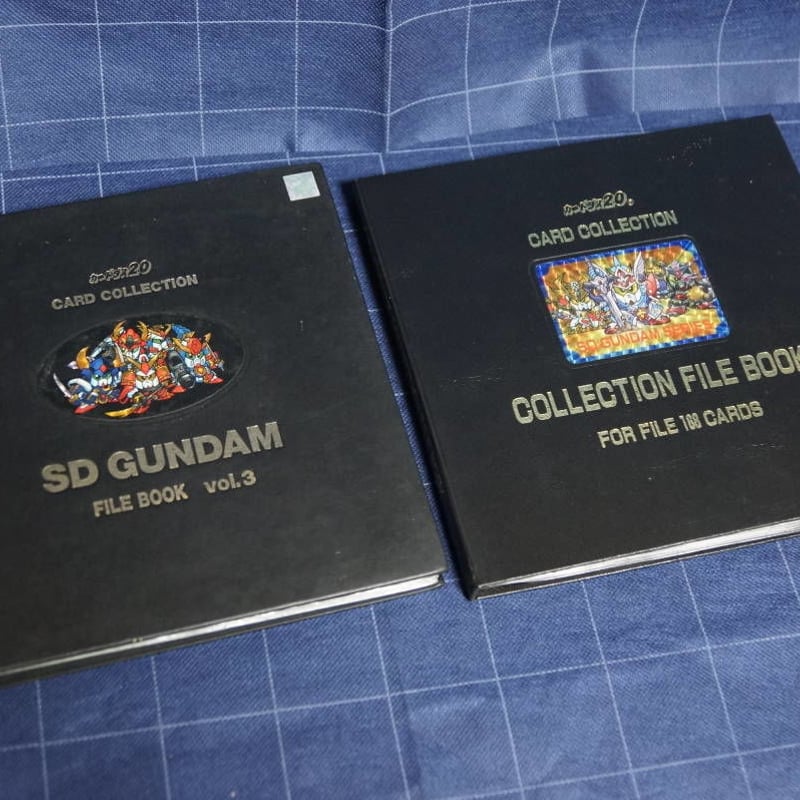 カードダス20
CARD COLLECTION
SD GUNDAM
FILE BOOK vol.3
カードダス20
CARD COLLECTION
SD GUNDAM SERIES
COLLECTION FILE BOOK
FOR FILE 168 CARDS